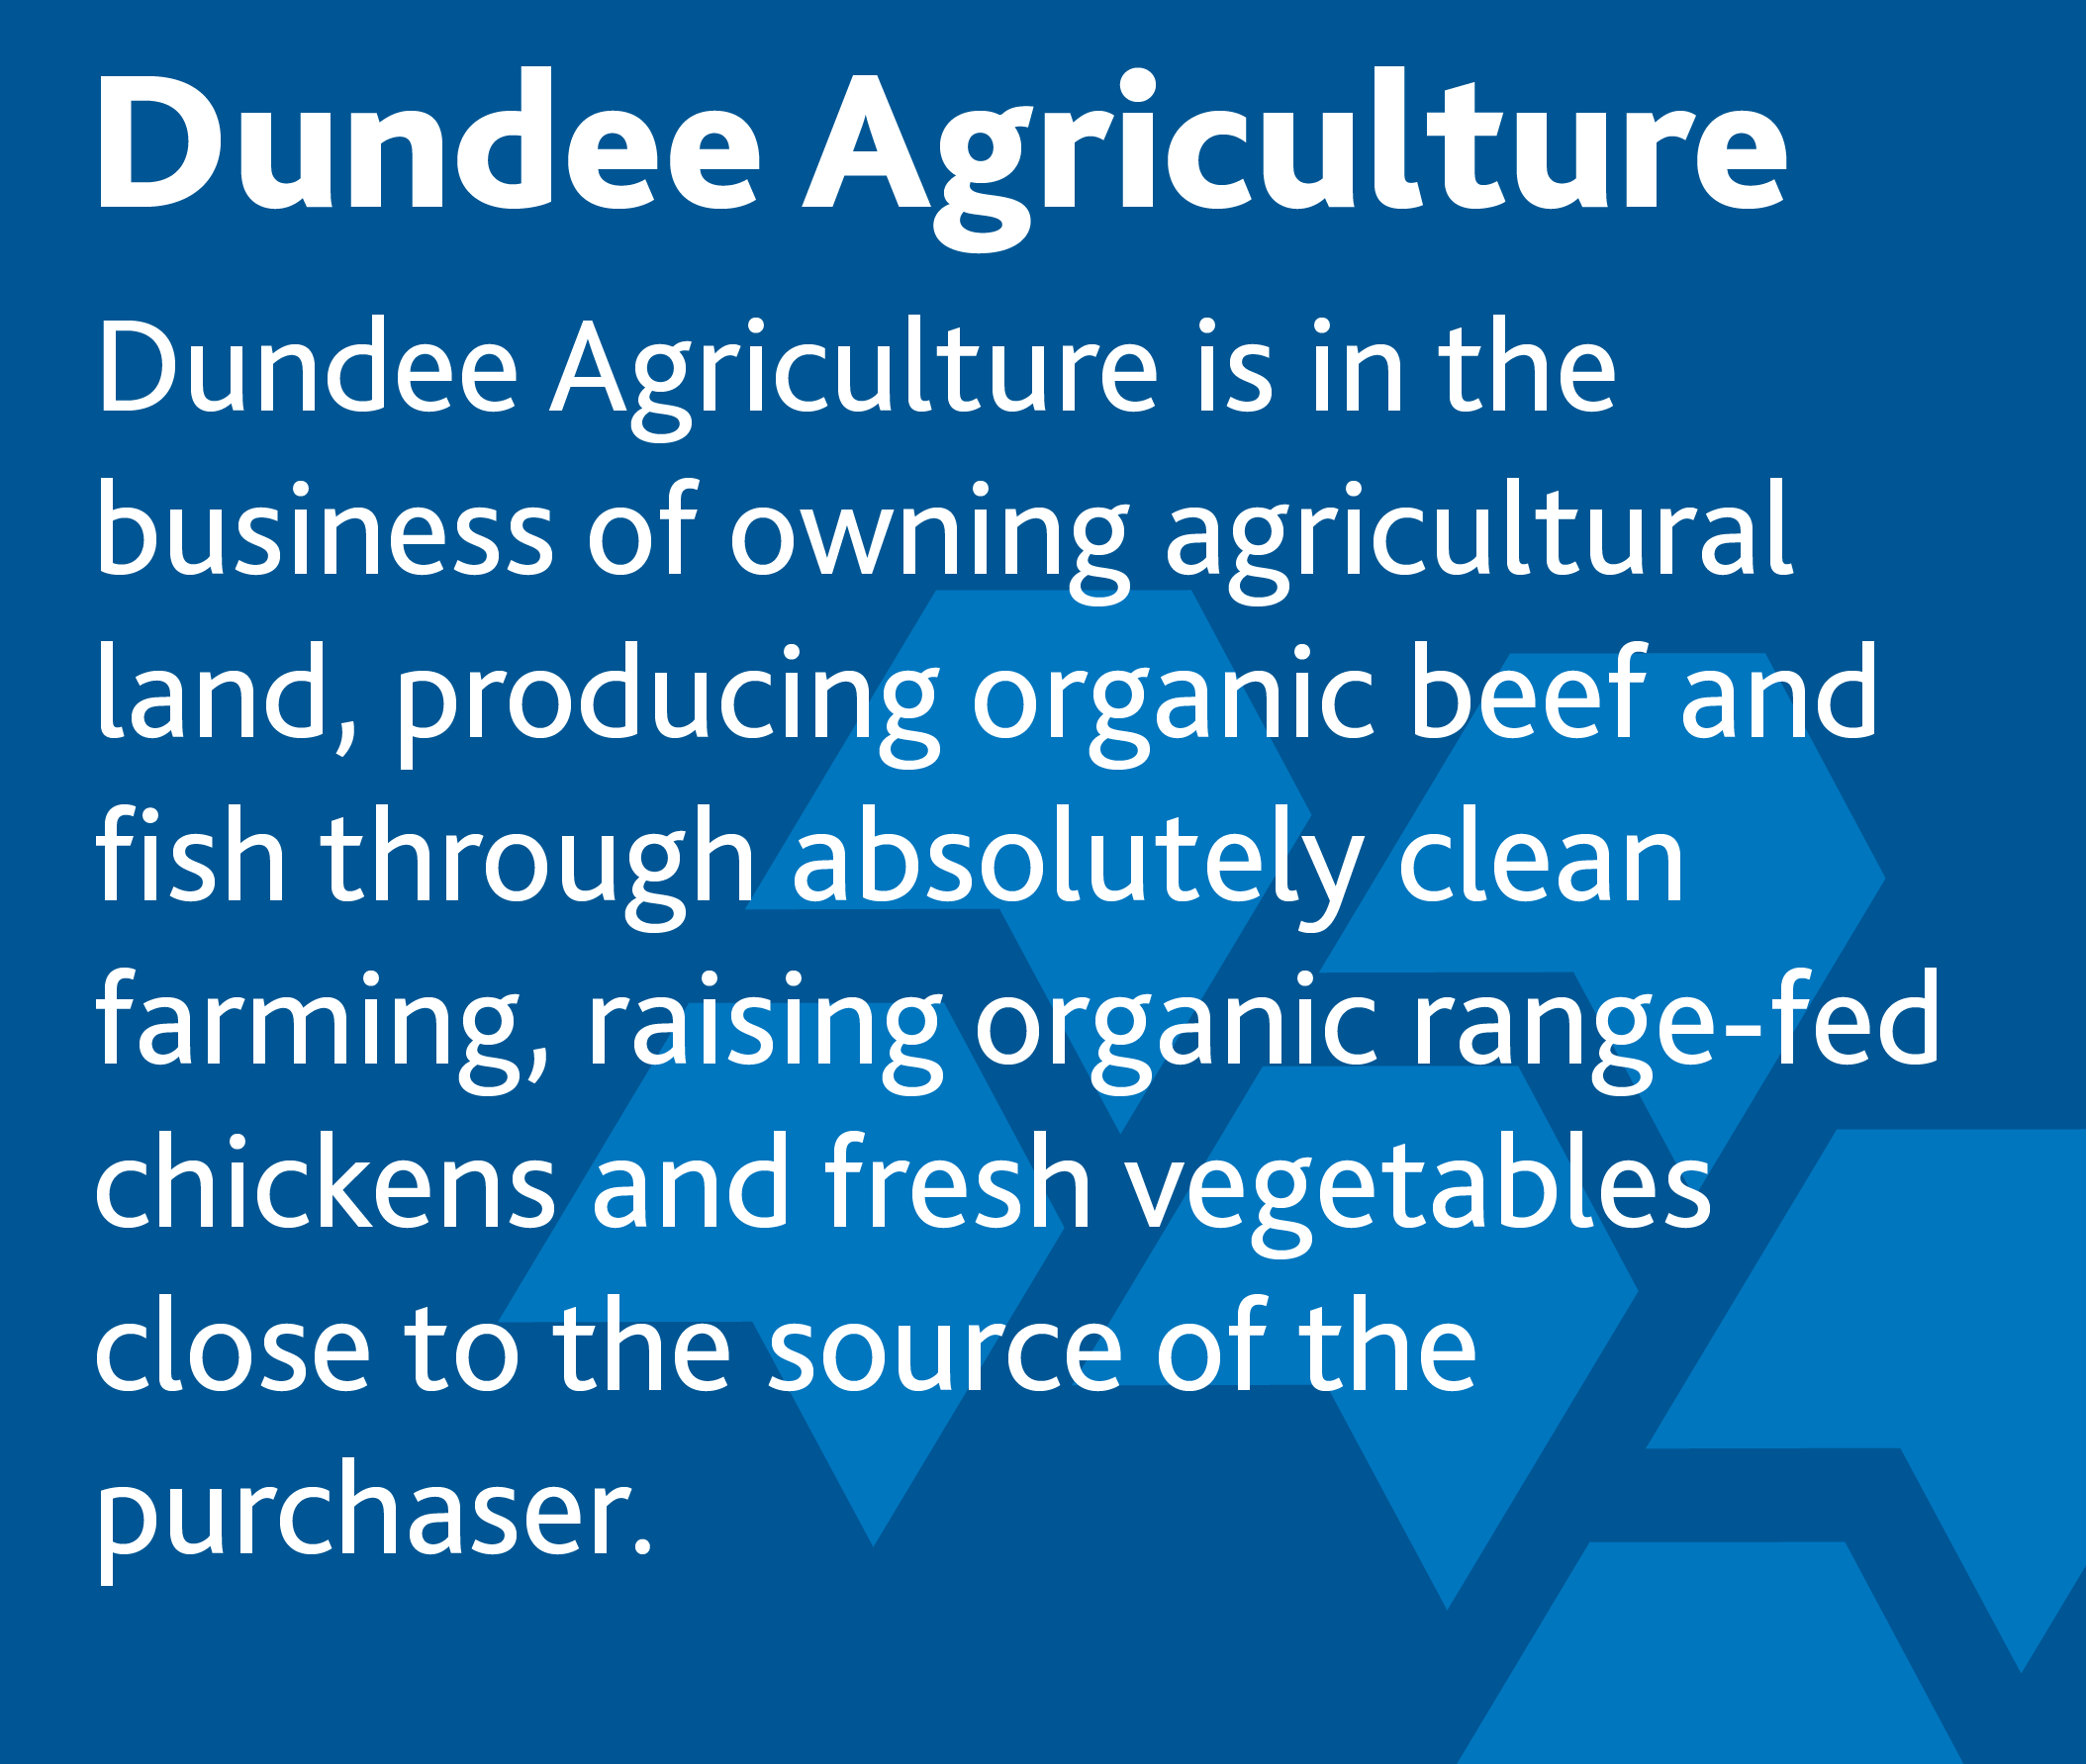 Dundee Agriculture
Dundee Agriculture is in the
business of owning agricultural
land, producing organic beef and
fish through absolutely clean
farming, raising organic range-fed
chickens and fresh vegetables
close to the source of the
purchaser.